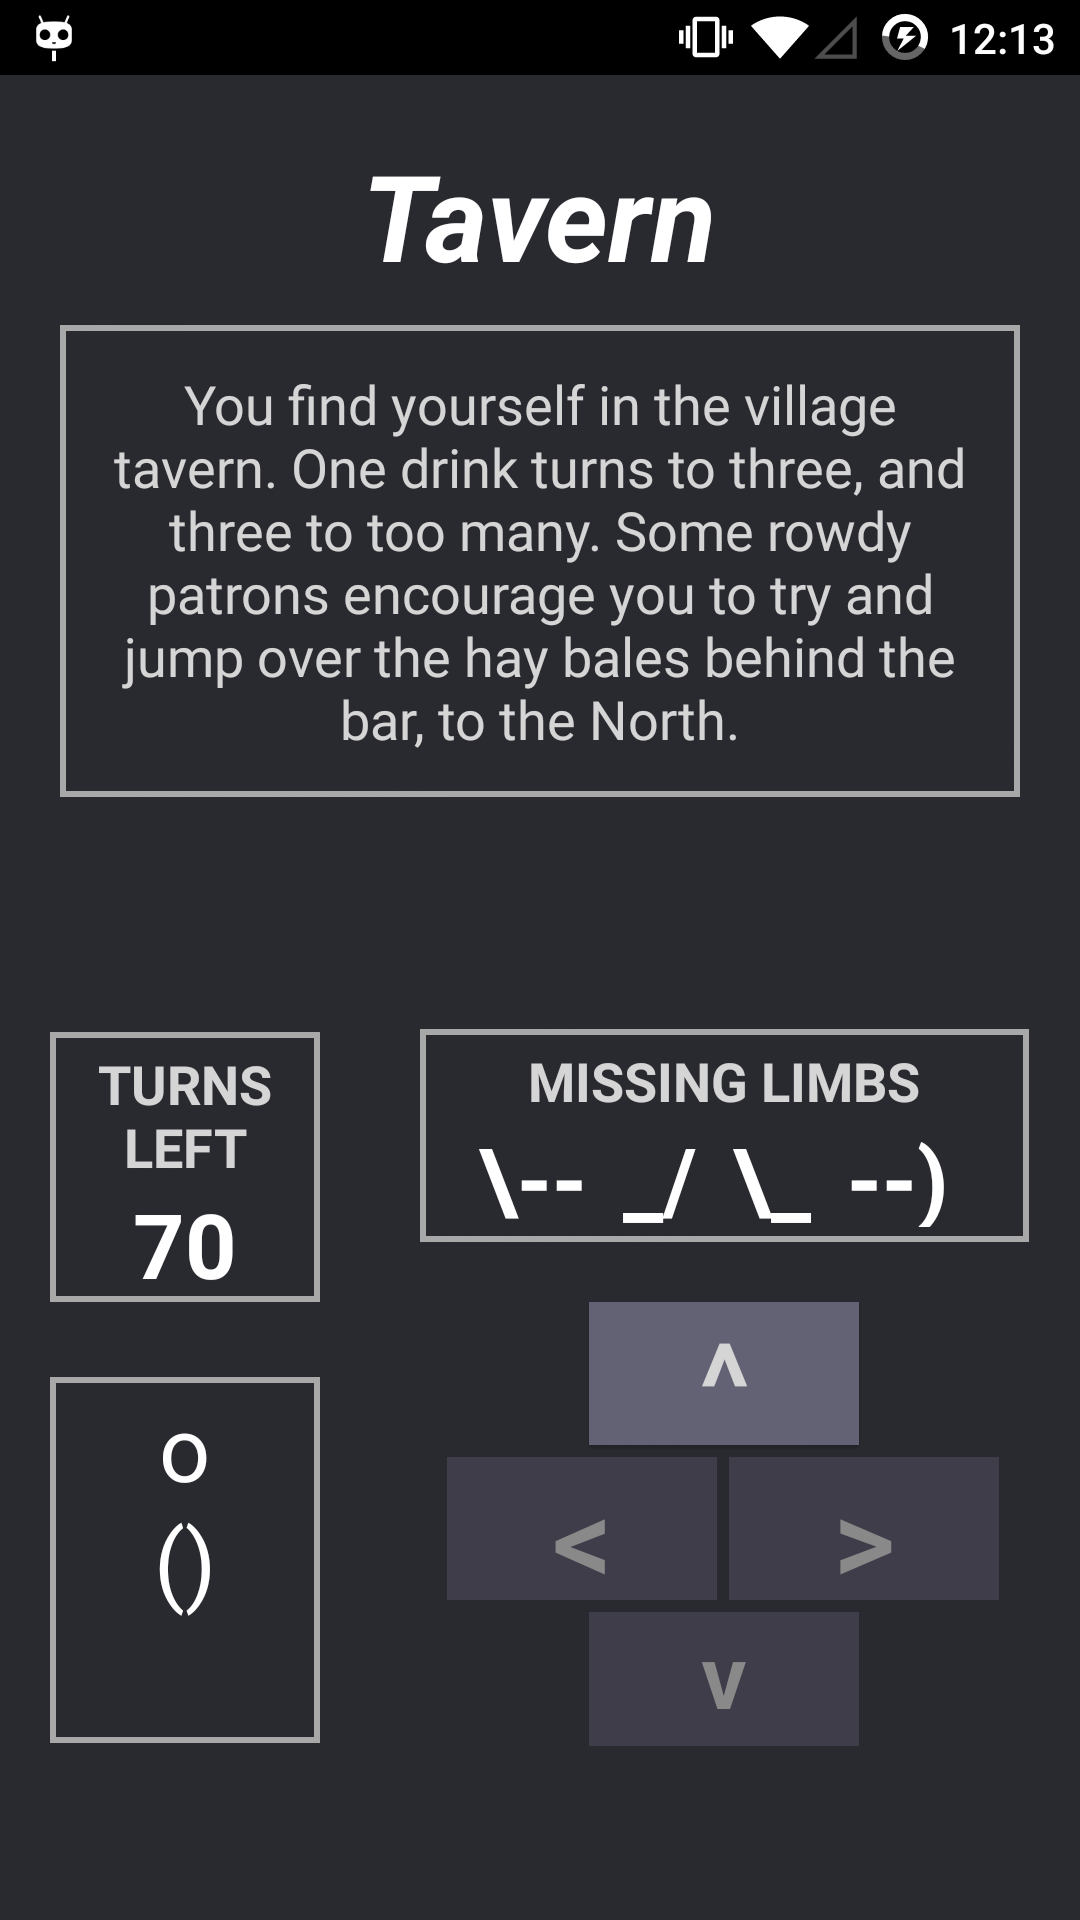 12:13
Tavern
You find yourself in the village
tavern. One drink turns to three, and
three to too many. Some rowdy
patrons encourage you to try and
jump over the hay bales behind the
bar, to the North.
TURNS
LEFT
70
MISSING LIMBS
\-- _/ \_ --)
o
()
^
< >
v